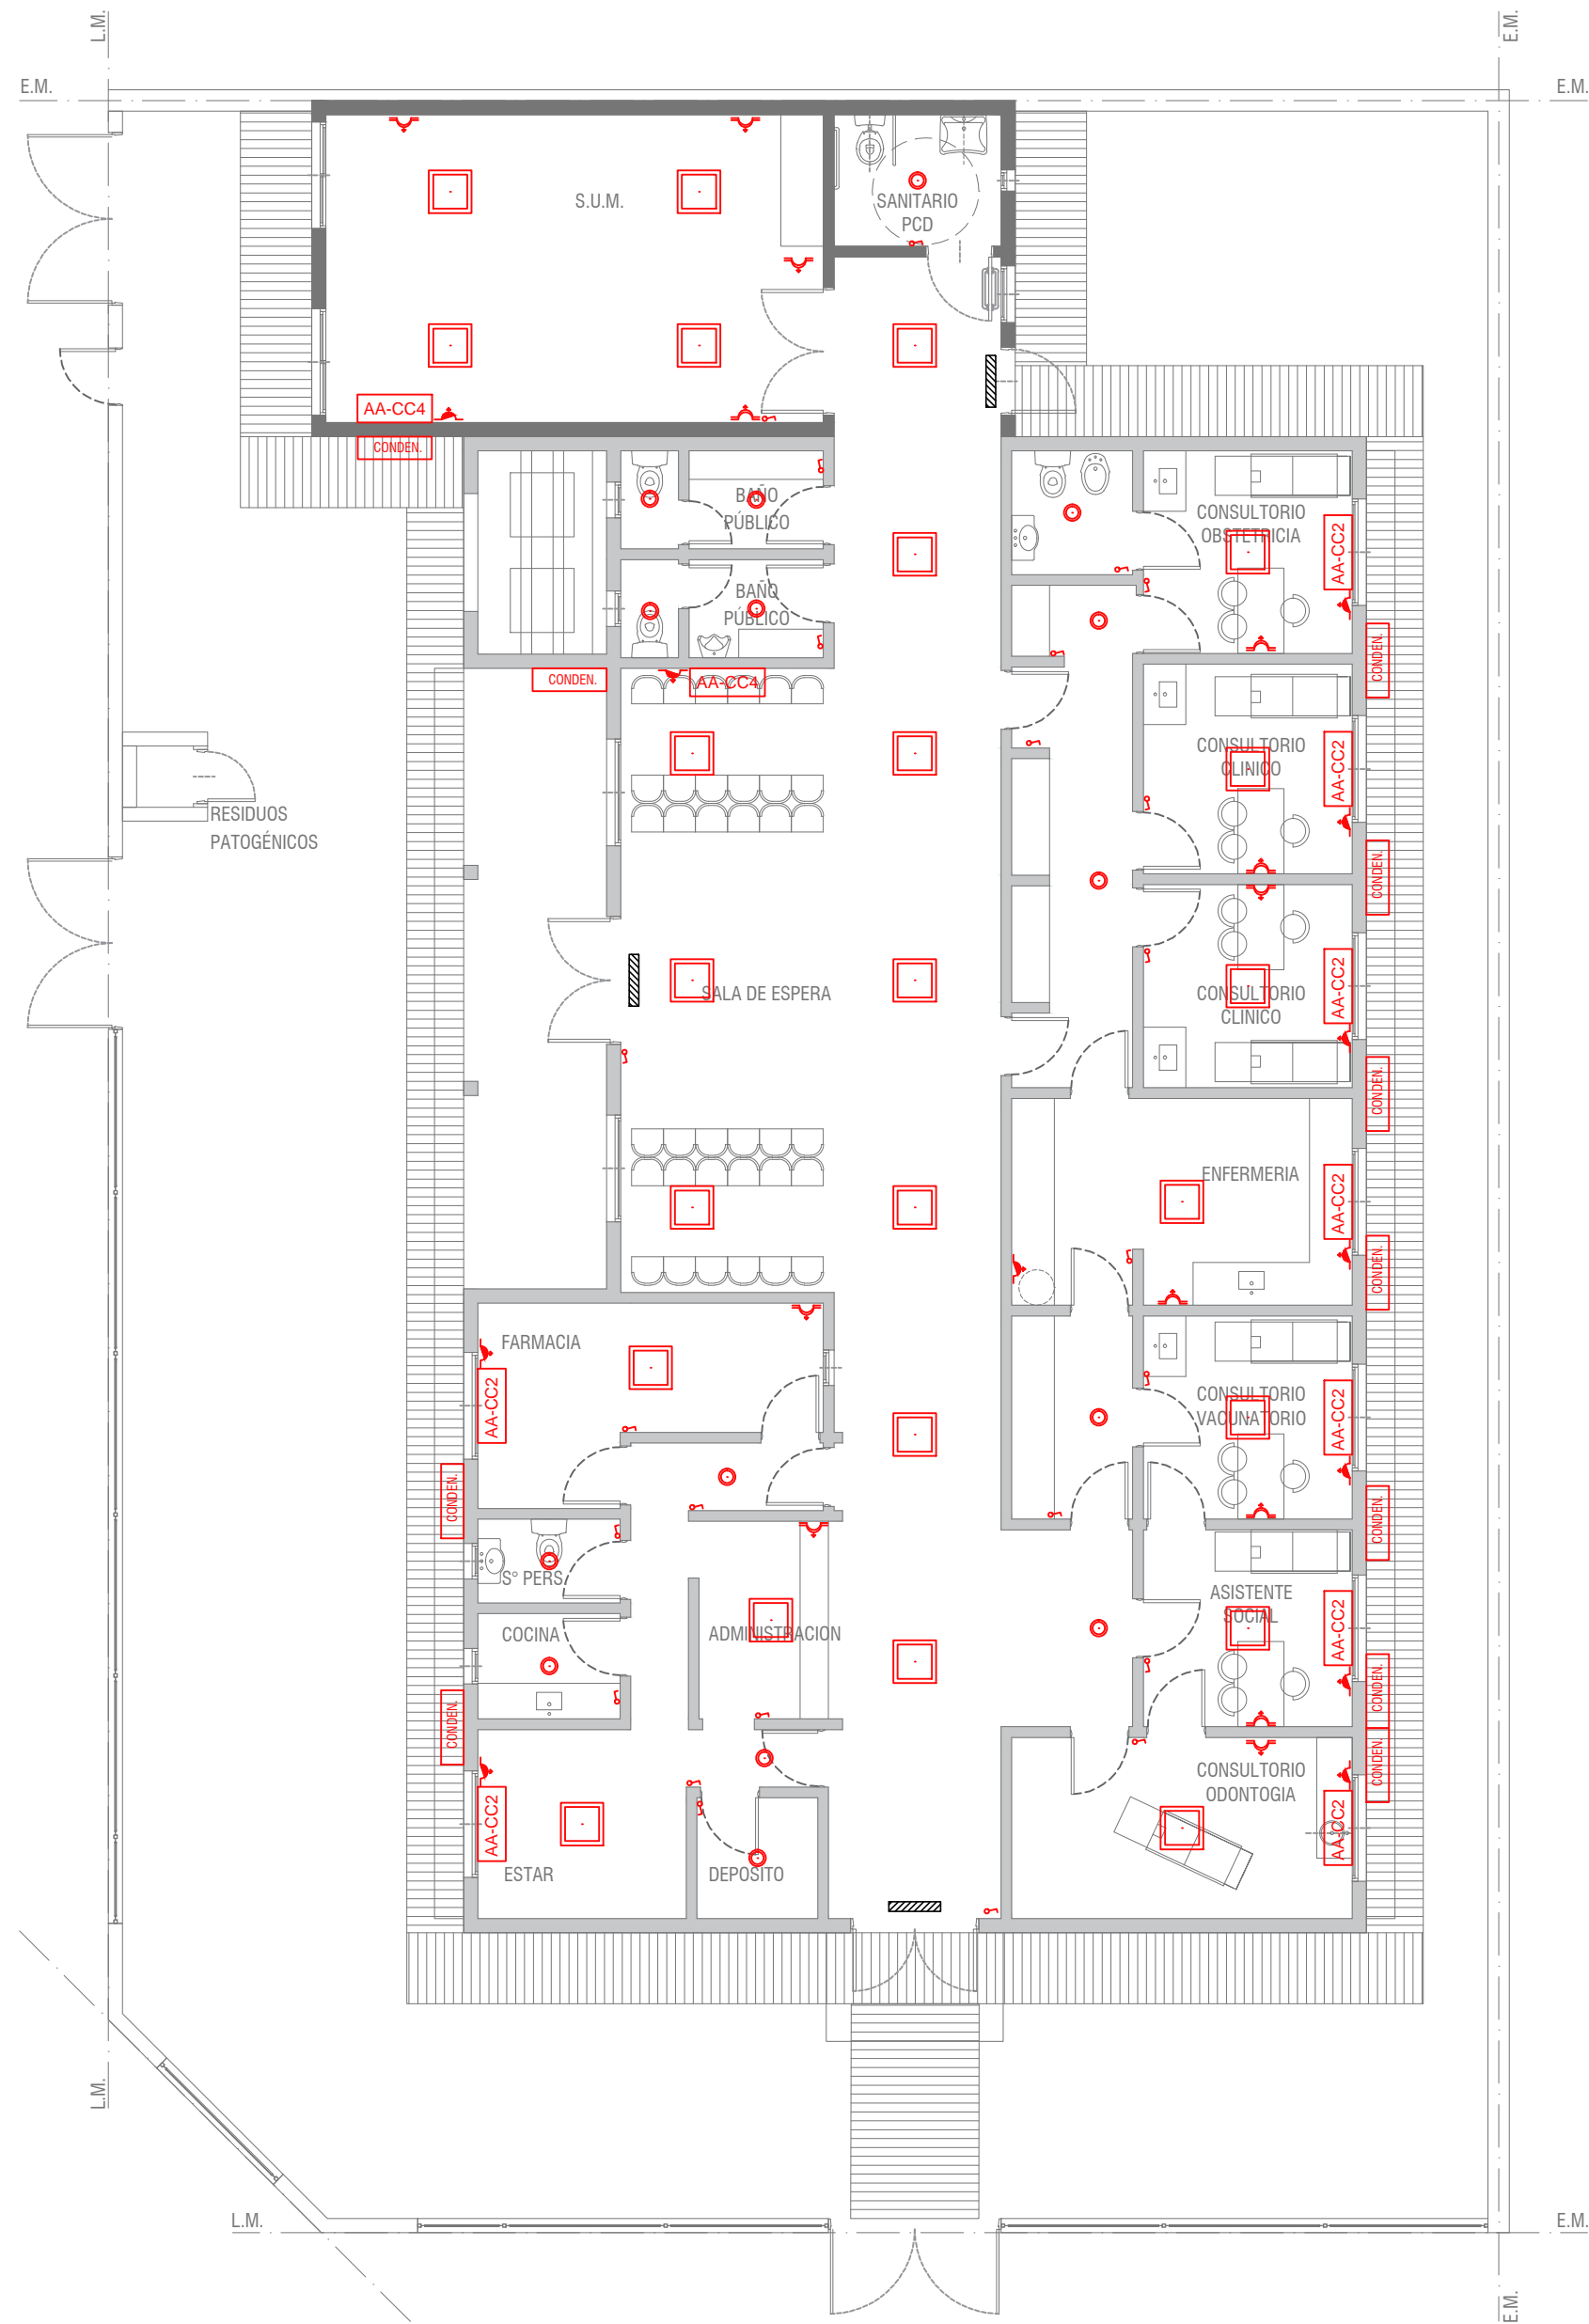 L.M.
E.M.
E.M.
E.M.
S.U.M.
SANITARIO
PCD
AA-CC4
CONDEN.
BAÑO
PÚBLICO
CONSULTORIO
OBSTETRICIA
AA-CC2
BAÑO
PÚBLICO
CONDEN.
CONDEN.
AA-CC4
CONSULTORIO
CLINICO
AA-CC2
RESIDUOS
PATOGÉNICOS
CONDEN.
SALA DE ESPERA
CONSULTORIO
CLINICO
AA-CC2
CONDEN.
ENFERMERIA
AA-CC2
CONDEN.
FARMACIA
AA-CC2
CONSULTORIO
VACUNATORIO
AA-CC2
CONDEN.
CONDEN.
Sº PERS
COCINA
ADMINISTRACION
ASISTENTE
SOCIAL
AA-CC2
CONDEN.
CONDEN.
CONDEN.
CONSULTORIO
ODONTOGIA
AA-CC2
AA-CC2
ESTAR
DEPOSITO
L.M.
L.M.
E.M.
E.M.